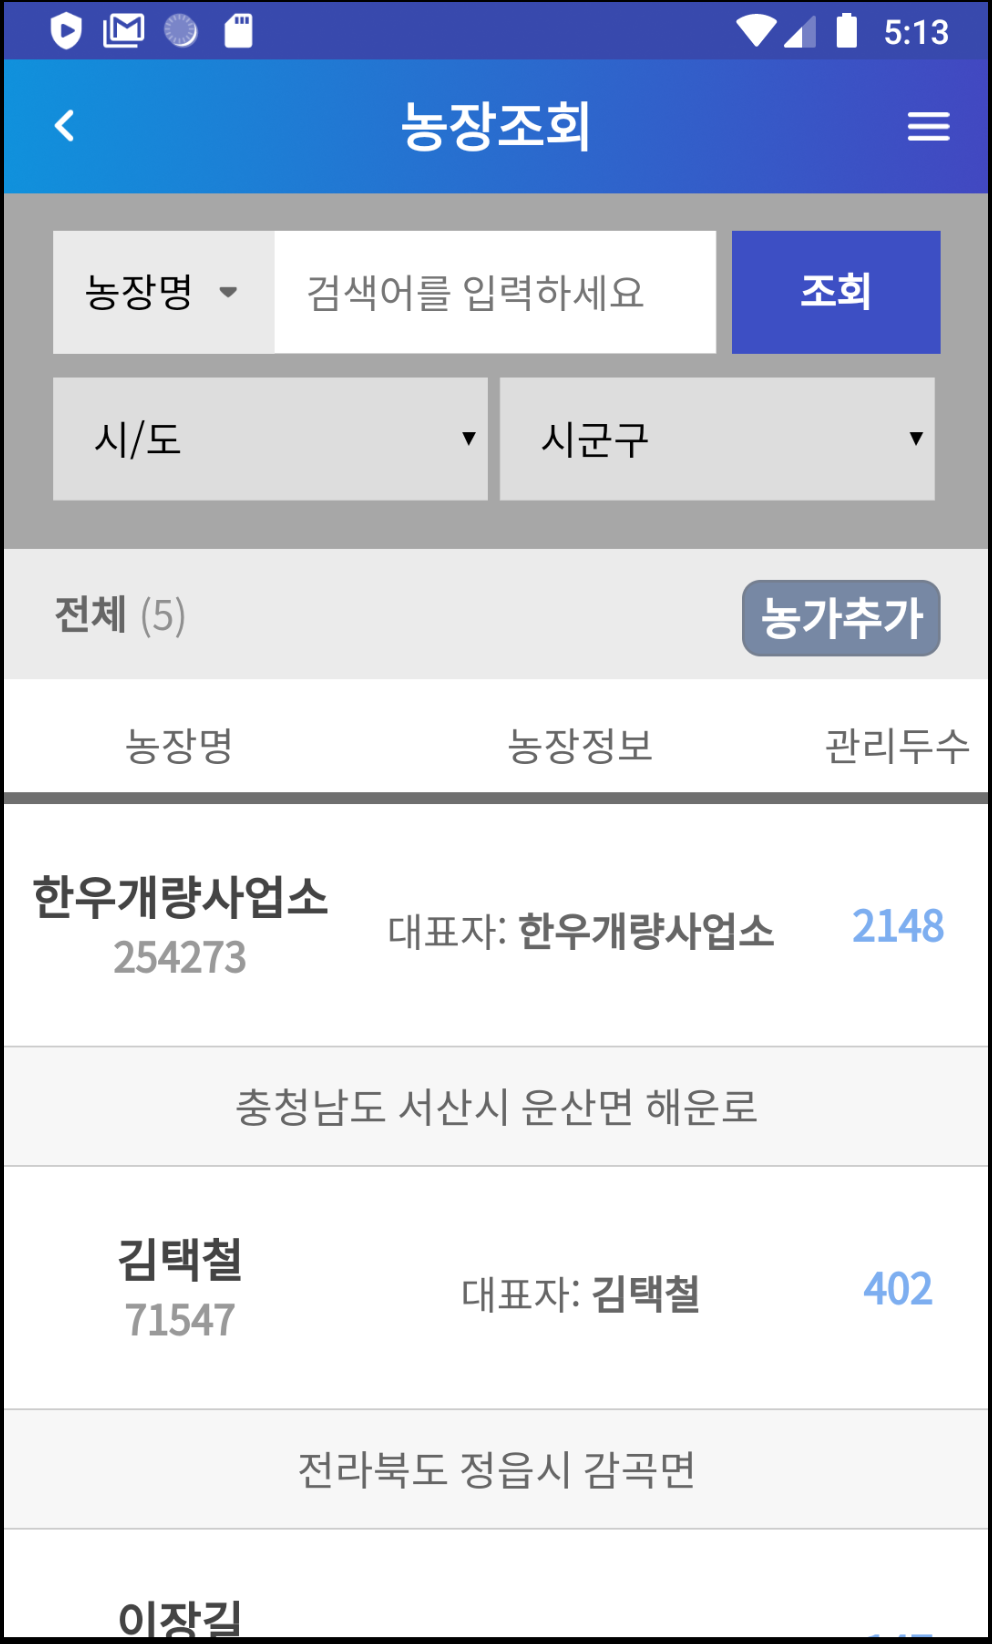 5:13
농장조회
농장명 검색어를 입력하세요 조회
시/도 시군구
전체 (5) 농가추가
농장명 농장정보 관리두수
한우개량사업소
254273
대표자: 한우개량사업소 2148
충청남도 서산시 운산면 해운로
김택철
71547
대표자: 김택철 402
전라북도 정읍시 감곡면
이장길